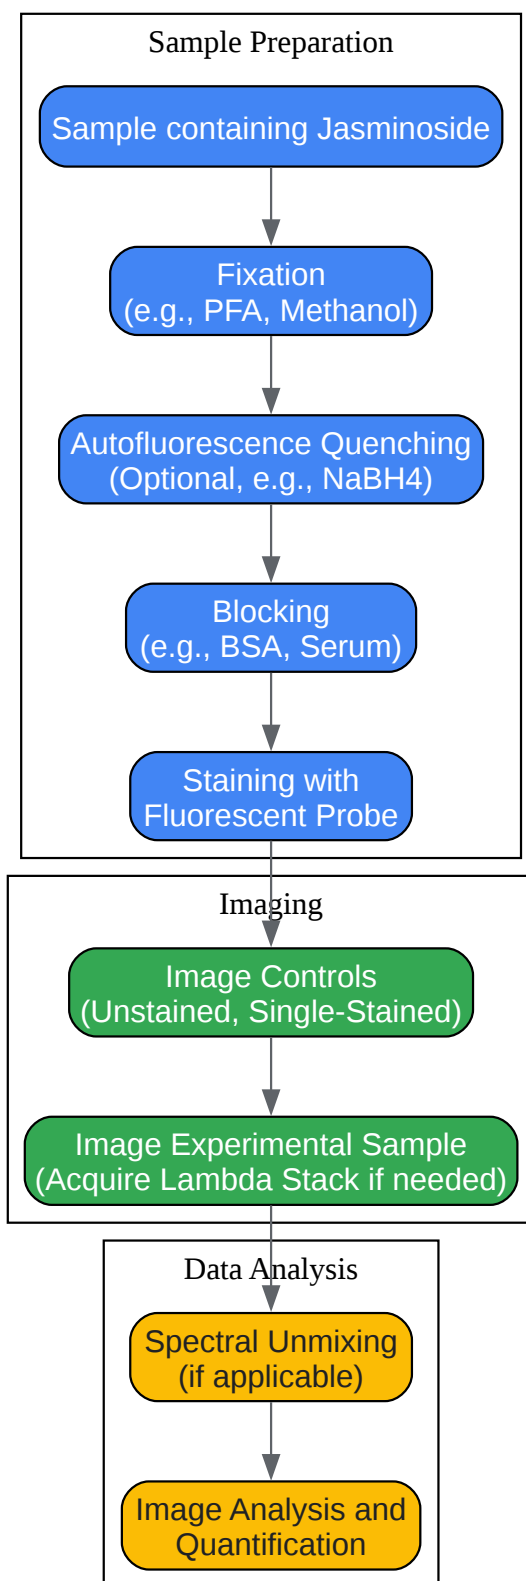 Sample Preparation
Sample containing Jasminoside
Fixation
(e.g., PFA, Methanol)
Autofluorescence Quenching
(Optional, e.g., NaBH4)
Blocking
(e.g., BSA, Serum)
Staining with
Fluorescent Probe
Imaging
Image Controls
(Unstained, Single-Stained)
Image Experimental Sample
(Acquire Lambda Stack if needed)
Data Analysis
Spectral Unmixing
(if applicable)
Image Analysis and
Quantification